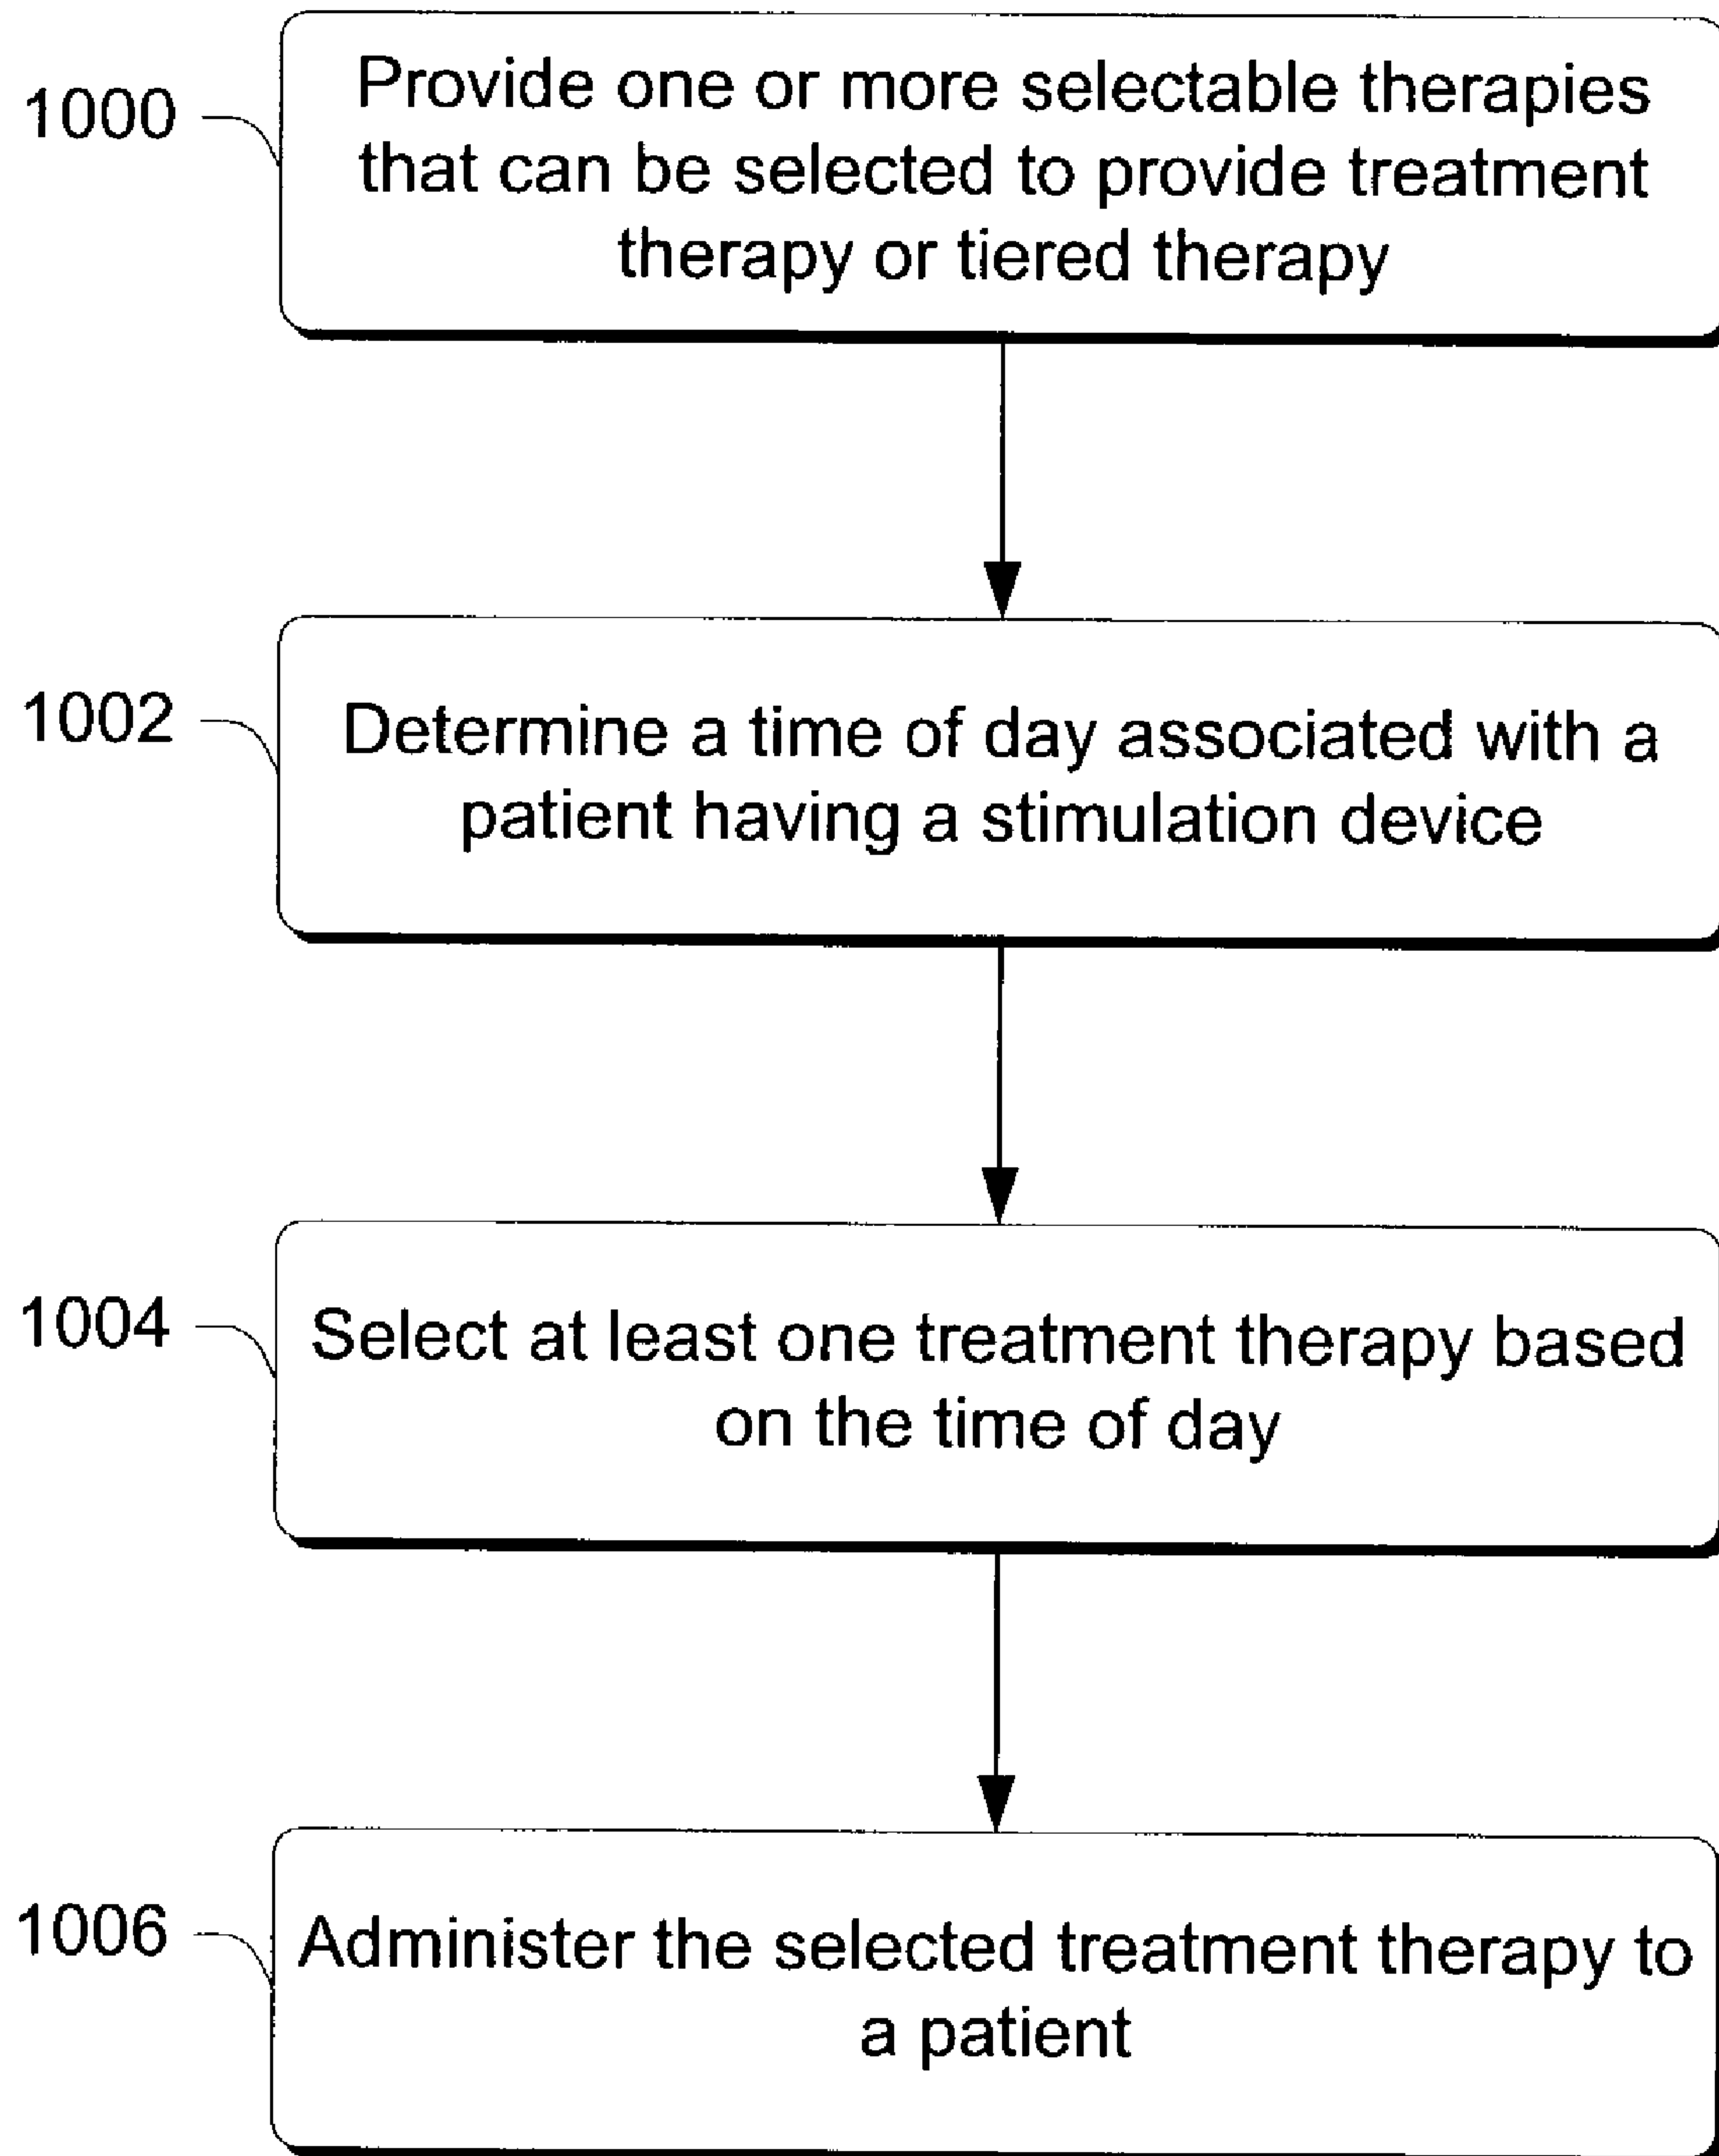 1000
Provide one or more selectable therapies
that can be selected to provide treatment
therapy or tiered therapy
1002
Determine a time of day associated with a
patient having a stimulation device
1004
Select at least one treatment therapy based
on the time of day
1006
Administer the selected treatment therapy to
a patient